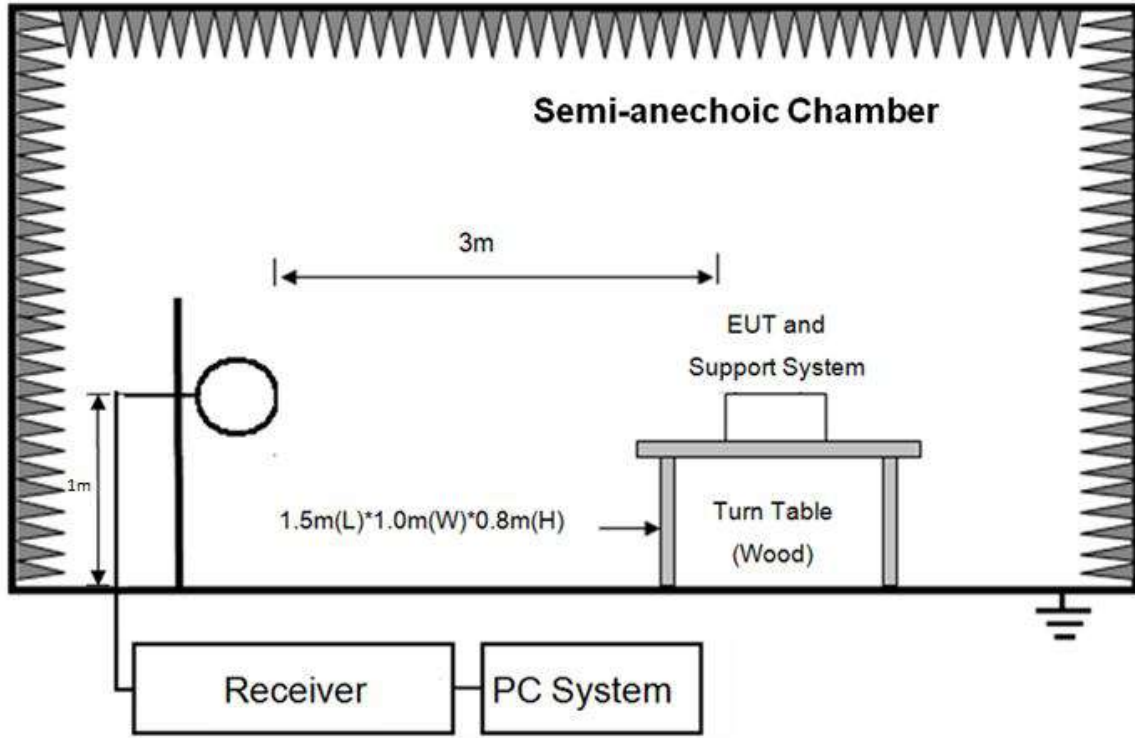 Semi-anechoic Chamber
3m
EUT and
Support System
1m
1.5m(L)*1.0m(W)*0.8m(H)
Turn Table
(Wood)
Receiver
PC System